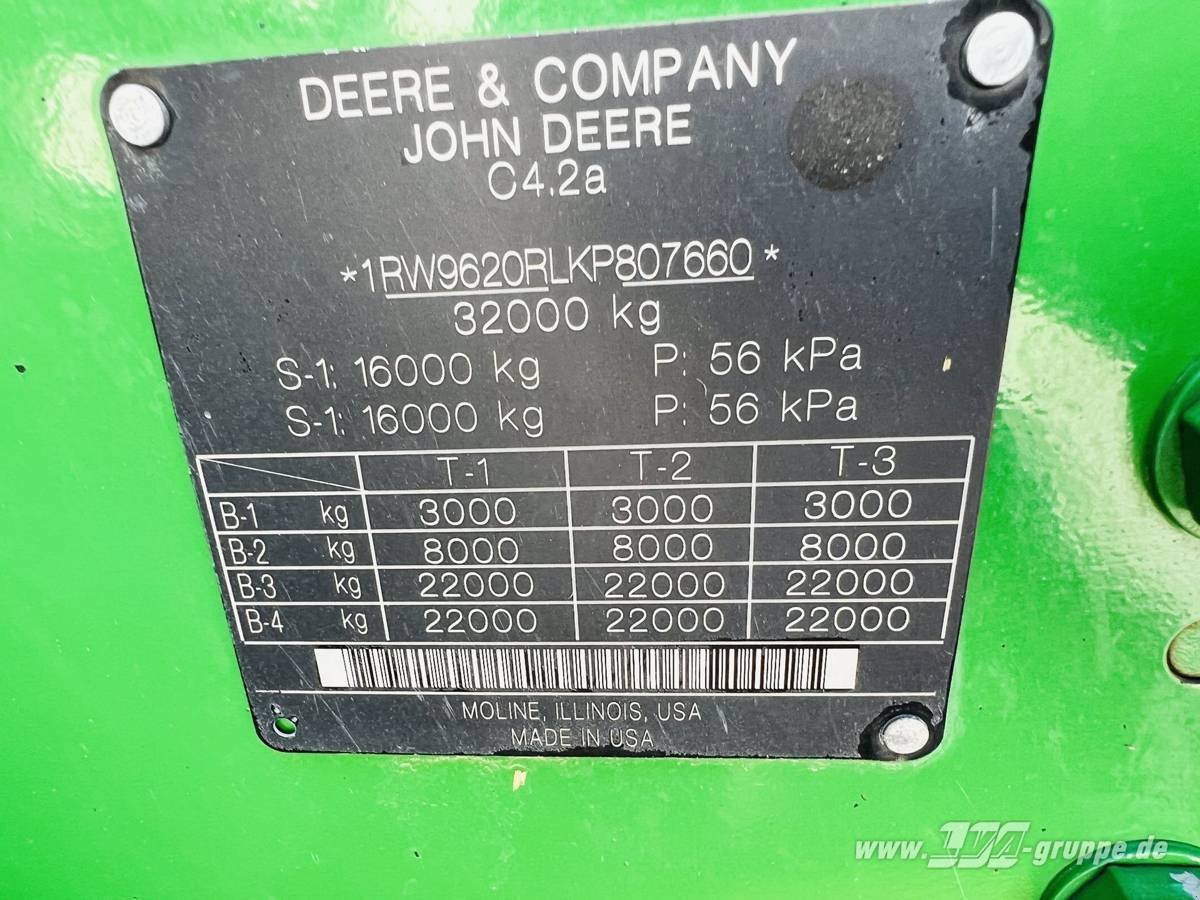 DEERE & COMPANY
JOHN DEERE
C4.2a
*1RW9620RLKP807660*
32000 kg
S-1: 16000 kg P: 56 kPa
S-1: 16000 kg P: 56 kPa
T-1 T-2 T-3
B-1 kg 3000 3000 3000
B-2 kg 8000 8000 8000
B-3 kg 22000 22000 22000
B-4 kg 22000 22000 22000
MOLINE, ILLINOIS, USA
MADE IN USA
www.LVA-gruppe.de